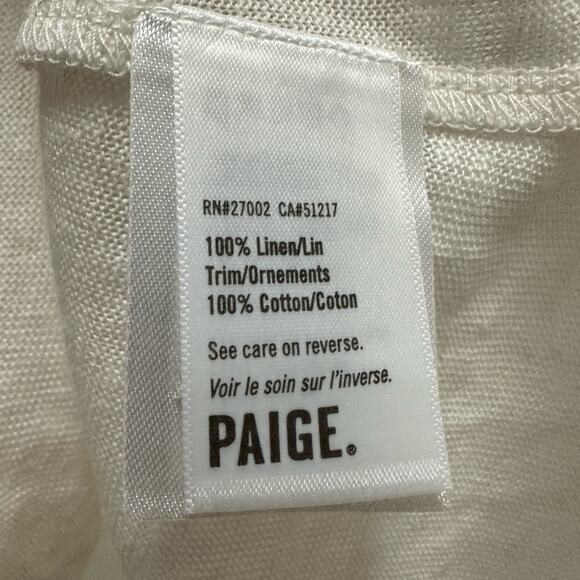 RN#27002 CA#51217
100% Linen/Lin
Trim/Ornements
100% Cotton/Coton
See care on reverse.
Voir le soin sur l'inverse.
PAIGE®